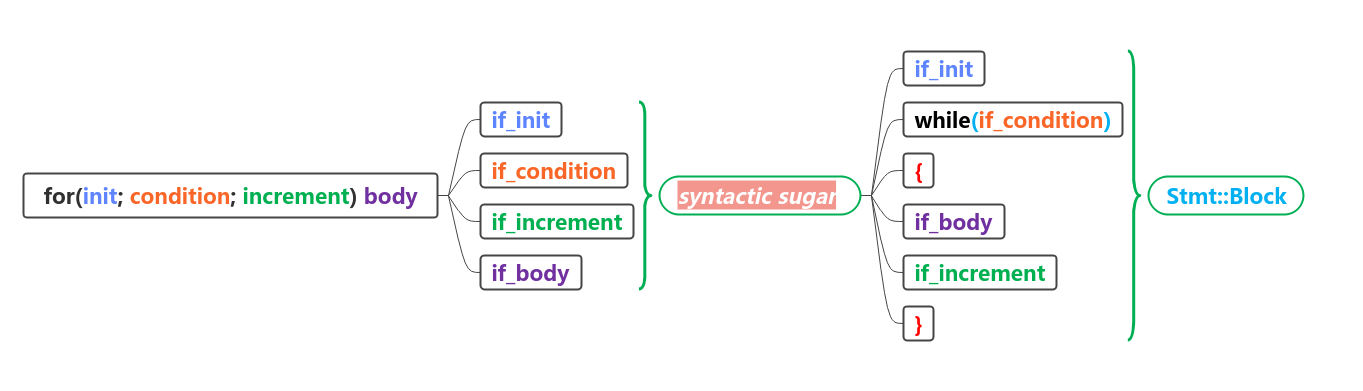 for(init; condition; increment) body
if_init
if_condition
if_increment
if_body
syntactic sugar
if_init
while(if_condition)
{
if_body
if_increment
}
Stmt::Block